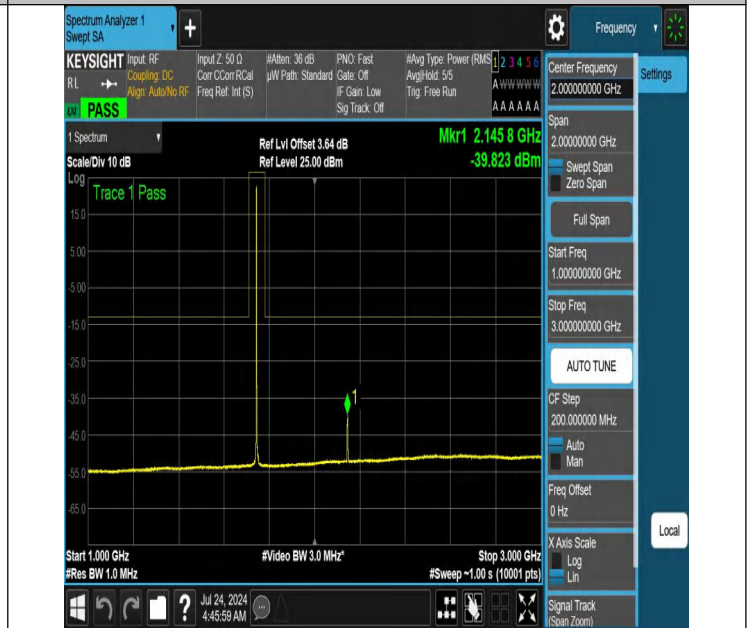 Spectrum Analyzer 1
Swept SA
+
Frequency
KEYSIGHT
RL
PASS
Input: RF
Coupling: DC
Align: Auto/No RF
Input Z: 50 Ω
Corr CCorr RCal
Freq Ref: Int (S)
#Atten: 36 dB
µW Path: Standard
PNO: Fast
Gate: Off
IF Gain: Low
Sig Track: Off
#Avg Type: Power (RMS
Avg|Hold: 5/5
Trig: Free Run
1 2 3 4 5 6
A W W W W W
A A A A A A
1 Spectrum
Scale/Div 10 dB
Ref Lvl Offset 3.64 dB
Ref Level 25.00 dBm
Mkr1 2.145 8 GHz
-39.823 dBm
Log
Trace 1 Pass
15.0
5.00
-5.00
-15.0
-25.0
-35.0
-45.0
-55.0
-65.0
1
Start 1.000 GHz
#Res BW 1.0 MHz
#Video BW 3.0 MHz*
Stop 3.000 GHz
#Sweep ~1.00 s (10001 pts)
Jul 24, 2024
4:45:59 AM
?
Center Frequency
2.000000000 GHz
Settings
Span
2.00000000 GHz
Swept Span
Zero Span
Full Span
Start Freq
1.000000000 GHz
Stop Freq
3.000000000 GHz
AUTO TUNE
CF Step
200.000000 MHz
Auto
Man
Freq Offset
0 Hz
X Axis Scale
Log
Lin
Local
Signal Track
(Span Zoom)